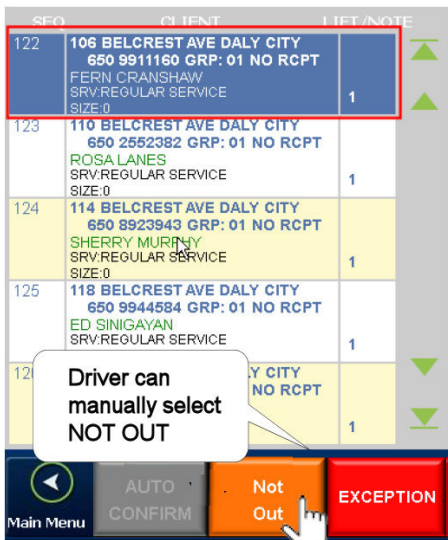 SEQ CLIENT LIFT/NOTE
122 106 BELCREST AVE DALY CITY
650 9911160 GRP: 01 NO RCPT
FERN CRANSHAW
SRV:REGULAR SERVICE
SIZE:0 1
123 110 BELCREST AVE DALY CITY
650 2552382 GRP: 01 NO RCPT
ROSA LANES
SRV:REGULAR SERVICE
SIZE:0 1
124 114 BELCREST AVE DALY CITY
650 8923943 GRP: 01 NO RCPT
SHERRY MURPHY
SRV:REGULAR SERVICE
SIZE:0 1
125 118 BELCREST AVE DALY CITY
650 9944584 GRP: 01 NO RCPT
ED SINIGAYAN
SRV:REGULAR SERVICE
1
CITY
NO RCPT
1
Driver can
manually select
NOT OUT
Main Menu
AUTO
CONFIRM
Not
Out
EXCEPTION